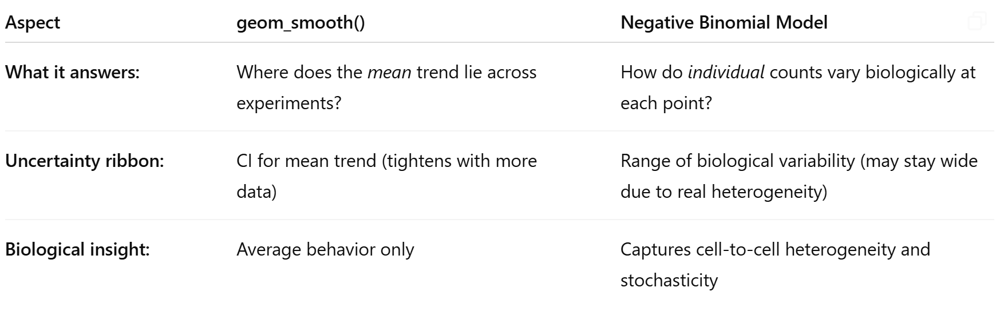 Aspect geom_smooth() Negative Binomial Model
What it answers: Where does the mean trend lie across How do individual counts vary biologically at
experiments? each point?
Uncertainty ribbon: CI for mean trend (tightens with more Range of biological variability (may stay wide
data) due to real heterogeneity)
Biological insight: Average behavior only Captures cell-to-cell heterogeneity and
stochasticity